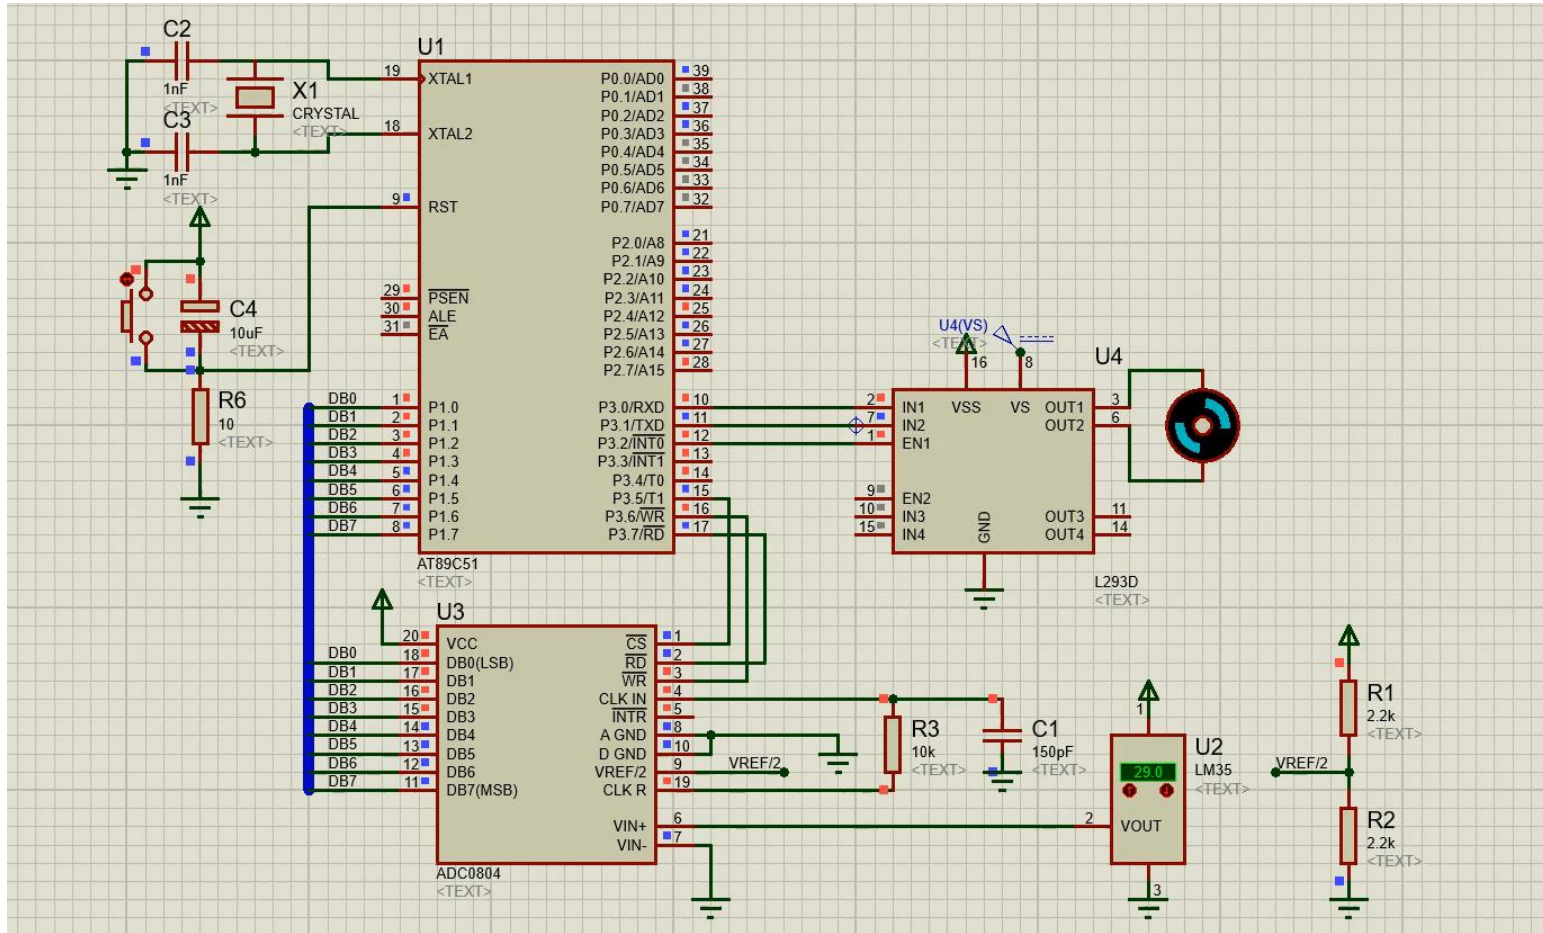 C2
1nF
<TEXT>
X1
CRYSTAL
<TEXT>
C3
1nF
<TEXT>
U1
19 XTAL1
18 XTAL2
9 RST
29 PSEN
30 ALE
31 EA
1 P1.0
2 P1.1
3 P1.2
4 P1.3
5 P1.4
6 P1.5
7 P1.6
8 P1.7
P0.0/AD0 39
P0.1/AD1 38
P0.2/AD2 37
P0.3/AD3 36
P0.4/AD4 35
P0.5/AD5 34
P0.6/AD6 33
P0.7/AD7 32
P2.0/A8 21
P2.1/A9 22
P2.2/A10 23
P2.3/A11 24
P2.4/A12 25
P2.5/A13 26
P2.6/A14 27
P2.7/A15 28
P3.0/RXD 10
P3.1/TXD 11
P3.2/INT0 12
P3.3/INT1 13
P3.4/T0 14
P3.5/T1 15
P3.6/WR 16
P3.7/RD 17
AT89C51
<TEXT>
C4
10uF
<TEXT>
R6
10
<TEXT>
DB0
DB1
DB2
DB3
DB4
DB5
DB6
DB7
U4(VS)
<TEXT>
16
8
U4
2 IN1
7 IN2
1 EN1
9 EN2
10 IN3
15 IN4
VSS
VS
GND
OUT1 3
OUT2 6
OUT3 11
OUT4 14
L293D
<TEXT>
U3
20 VCC
DB0 18 DB0(LSB)
DB1 17 DB1
DB2 16 DB2
DB3 15 DB3
DB4 14 DB4
DB5 13 DB5
DB6 12 DB6
DB7 11 DB7(MSB)
CS 1
RD 2
WR 3
CLK IN 4
INTR 5
A GND 8
D GND 10
VREF/2 9
CLK R 19
VIN+ 6
VIN- 7
ADC0804
<TEXT>
VREF/2
R3
10k
<TEXT>
C1
150pF
<TEXT>
1
U2
LM35
<TEXT>
29.0
2 VOUT
3
VREF/2
R1
2.2k
<TEXT>
R2
2.2k
<TEXT>